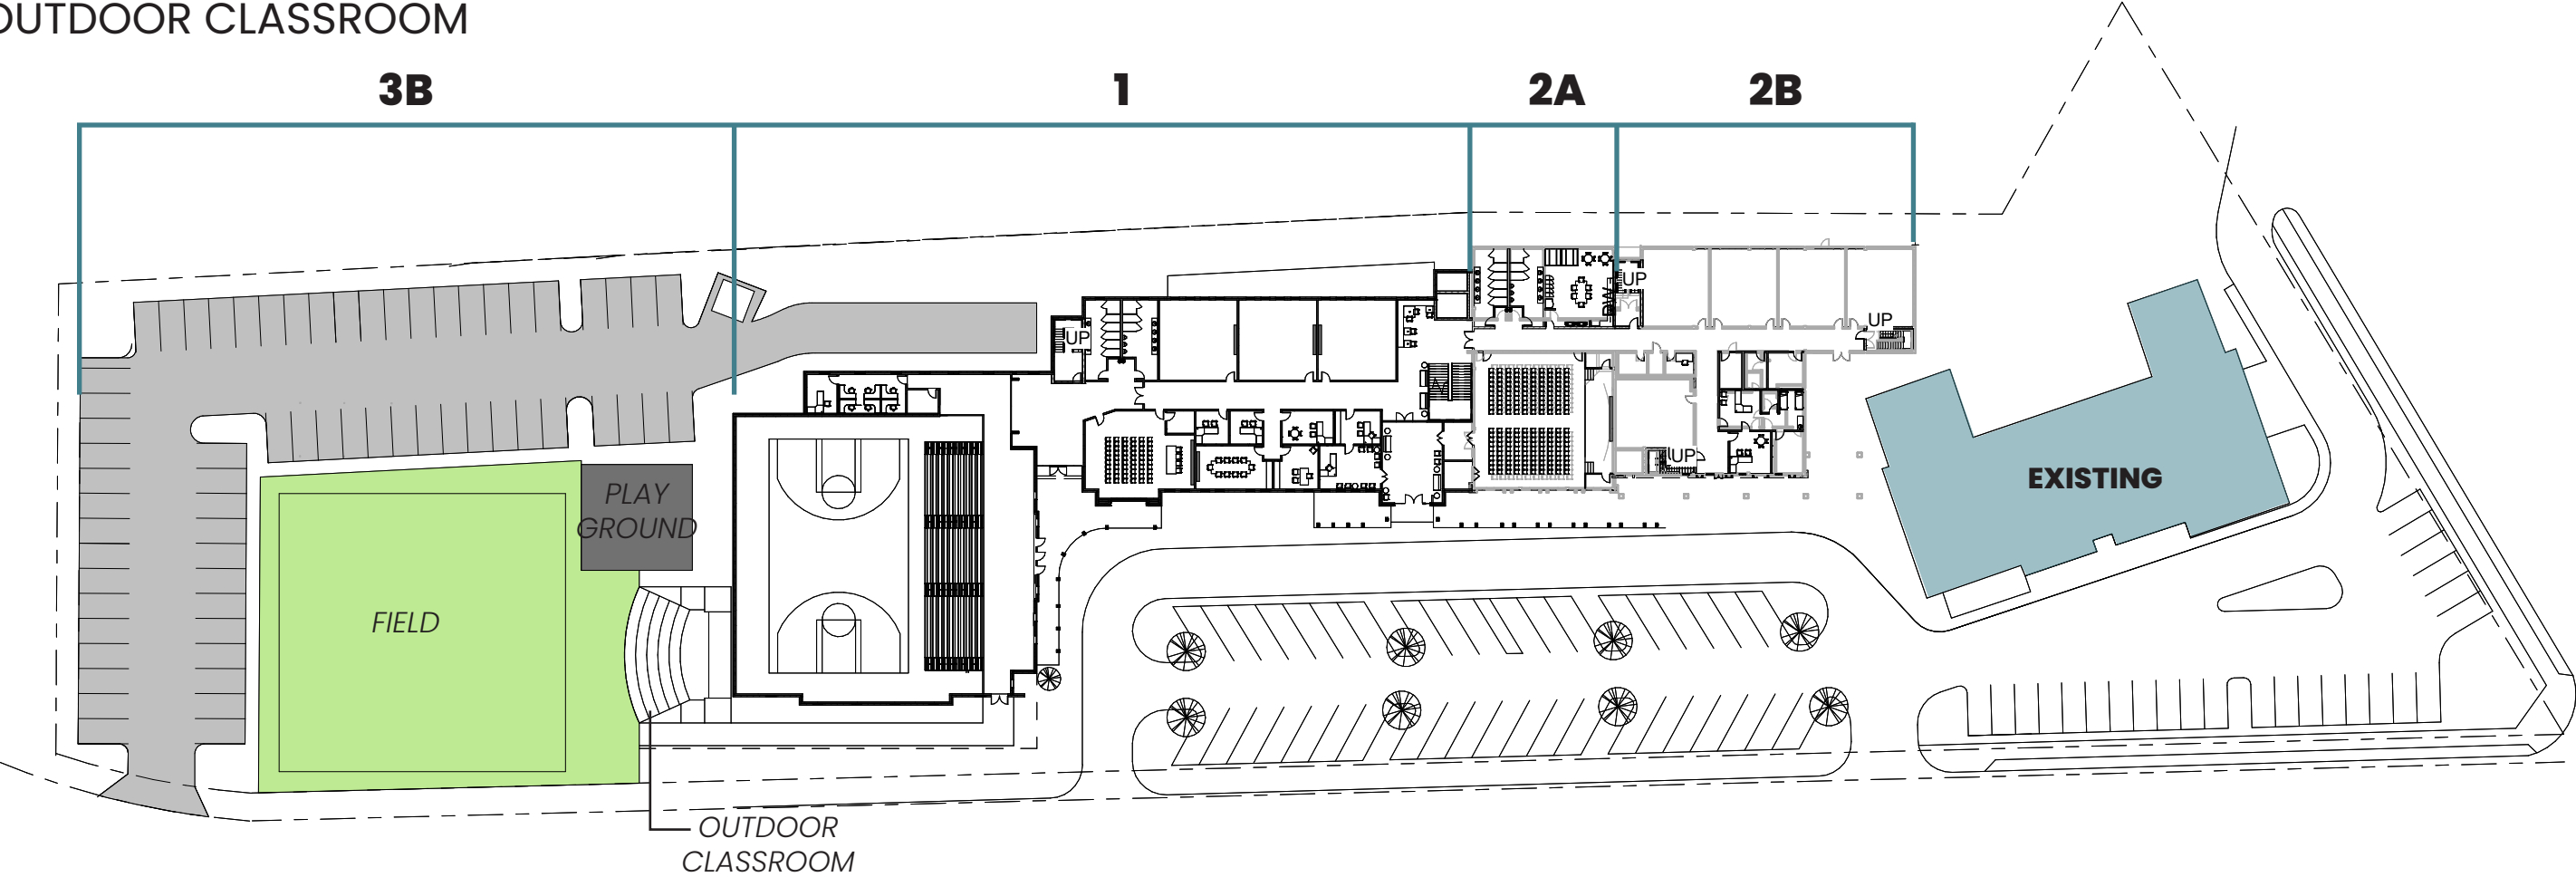 OUTDOOR CLASSROOM
3B
1
2A
2B
UP
UP
UP
UP
EXISTING
PLAY
GROUND
FIELD
OUTDOOR
CLASSROOM